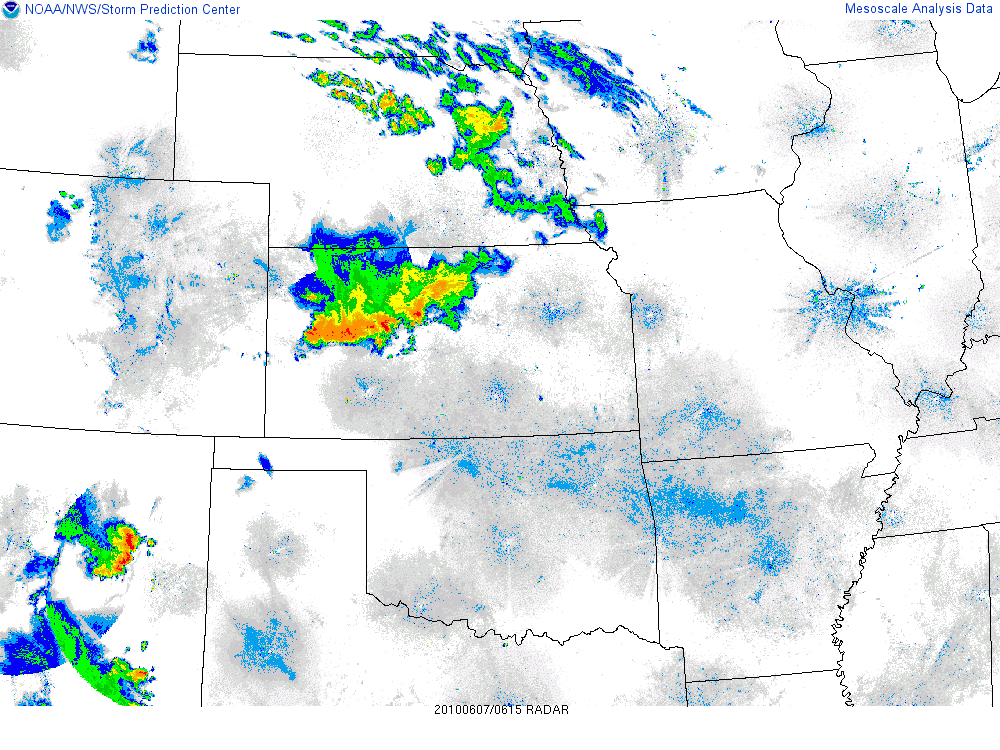 NOAA/NWS/Storm Prediction Center
Mesoscale Analysis Data
20100607/0615 RADAR